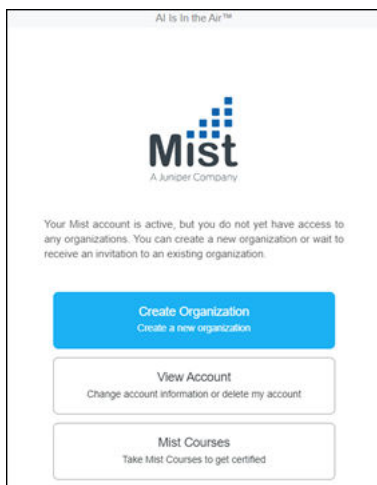 AI Is In the Air™
Mist
A Juniper Company
Your Mist account is active, but you do not yet have access to
any organizations. You can create a new organization or wait to
receive an invitation to an existing organization.
Create Organization
Create a new organization
View Account
Change account information or delete my account
Mist Courses
Take Mist Courses to get certified